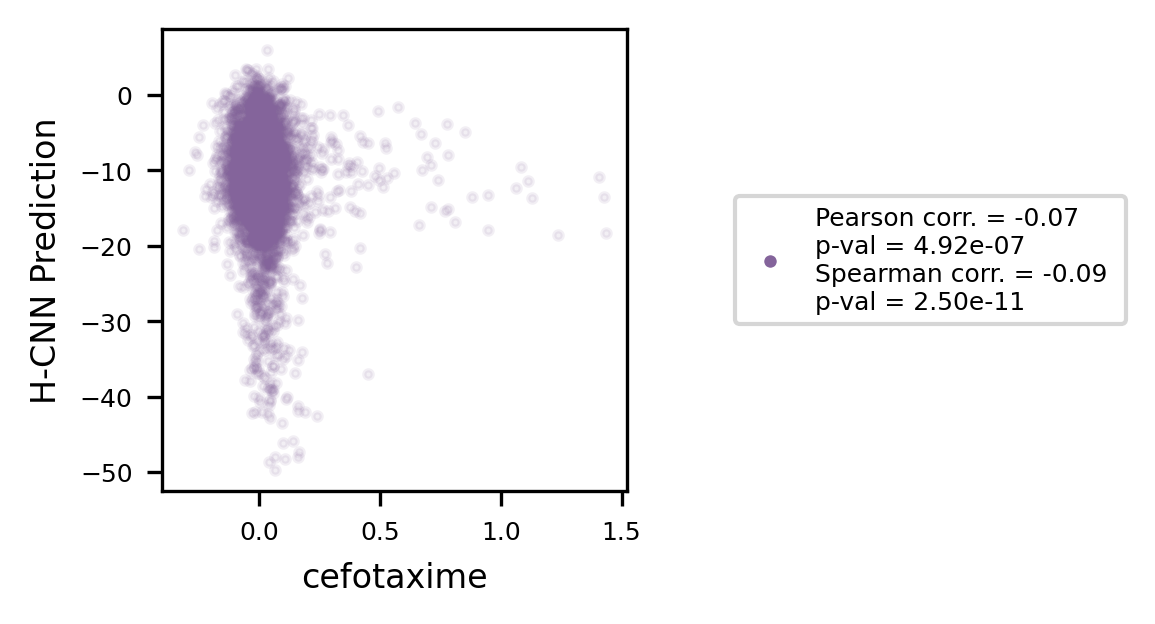 H-CNN Prediction
0
−10
−20
−30
−40
−50
0.0 0.5 1.0 1.5
cefotaxime
Pearson corr. = -0.07
p-val = 4.92e-07
Spearman corr. = -0.09
p-val = 2.50e-11